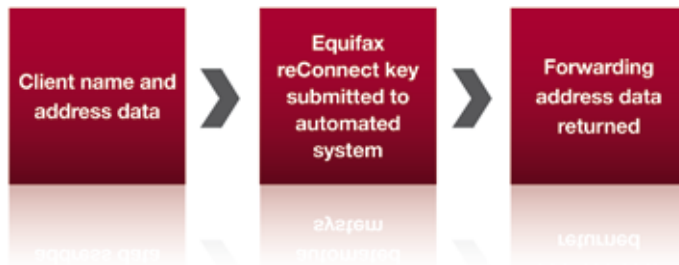 Client name and
address data
Equifax
reConnect key
submitted to
automated
system
Forwarding
address data
returned